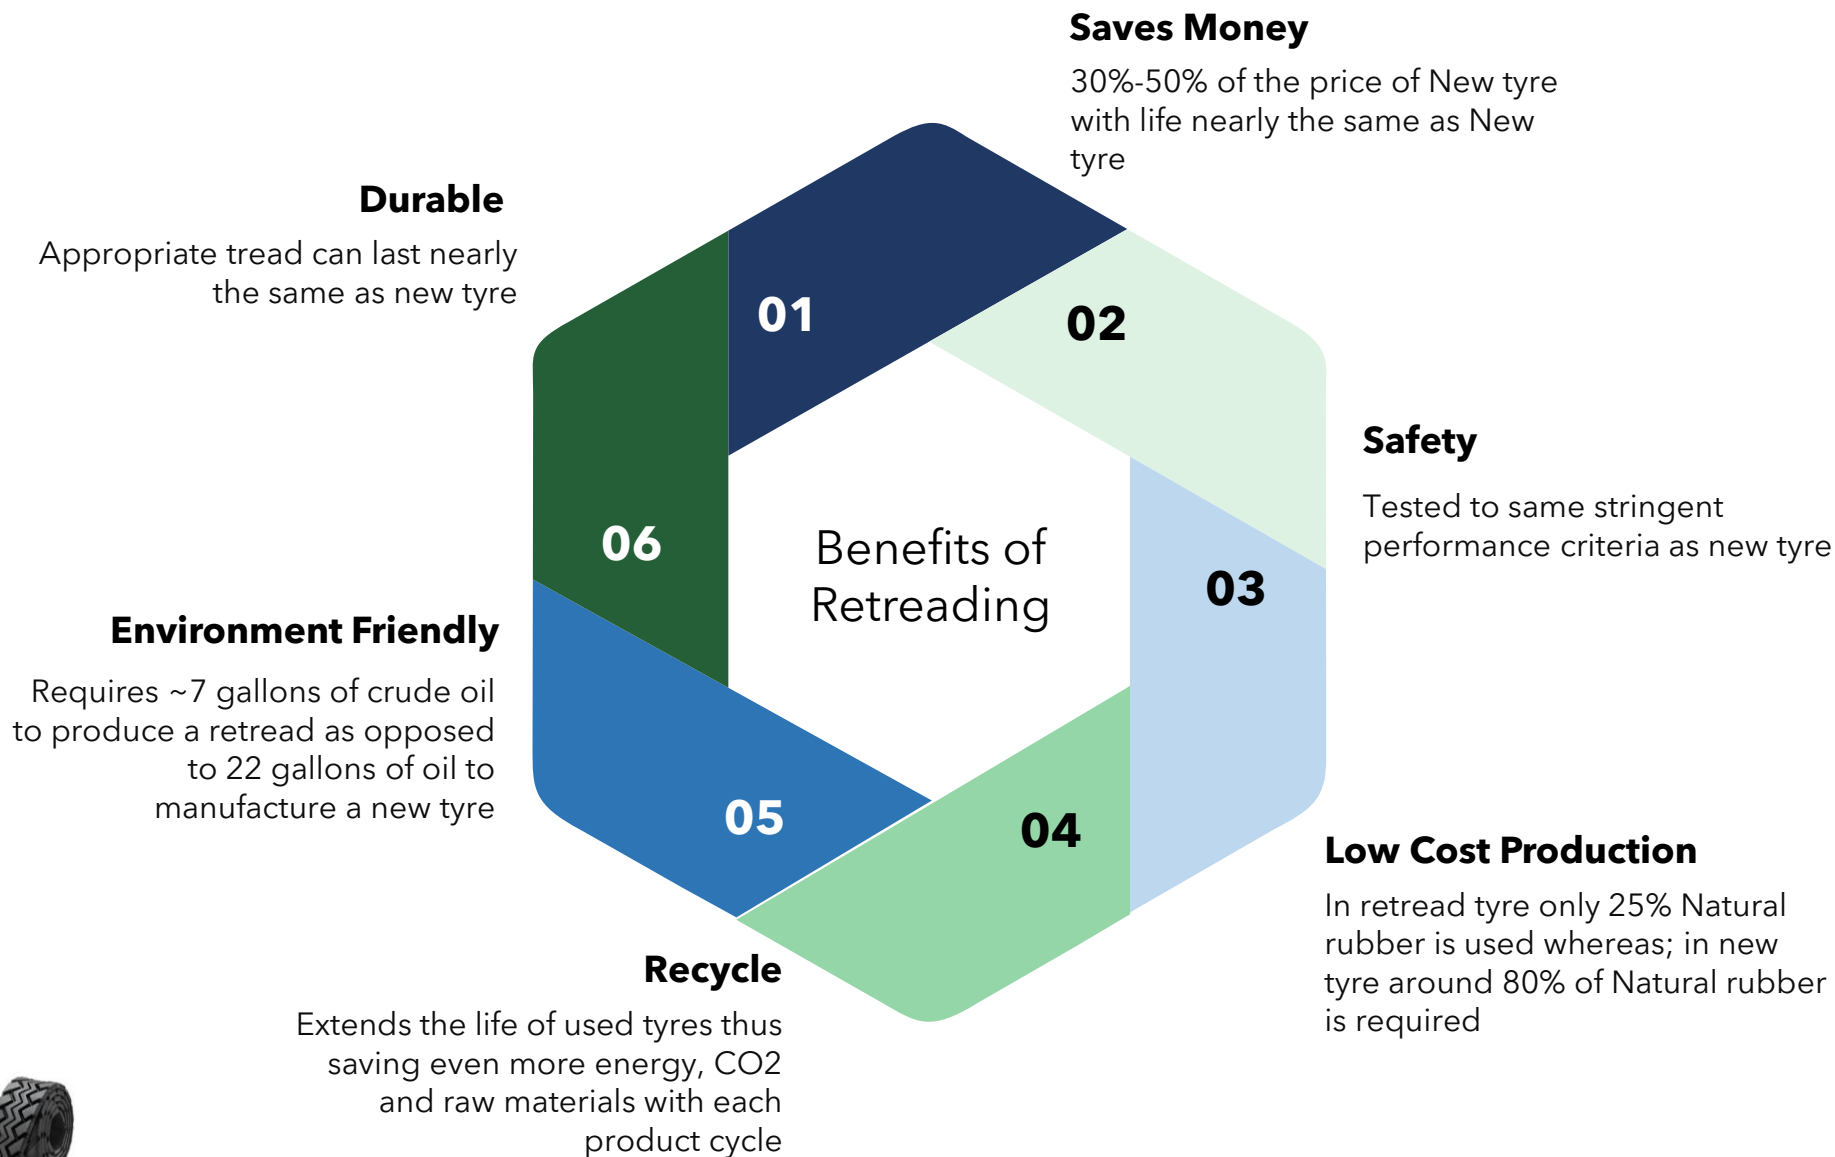 Saves Money
30%-50% of the price of New tyre
with life nearly the same as New
tyre
01
02
Safety
Tested to same stringent
performance criteria as new tyre
03
Low Cost Production
In retread tyre only 25% Natural
rubber is used whereas; in new
tyre around 80% of Natural rubber
is required
04
Recycle
Extends the life of used tyres thus
saving even more energy, CO2
and raw materials with each
product cycle
05
Environment Friendly
Requires ~7 gallons of crude oil
to produce a retread as opposed
to 22 gallons of oil to
manufacture a new tyre
06
Durable
Appropriate tread can last nearly
the same as new tyre
Benefits of
Retreading